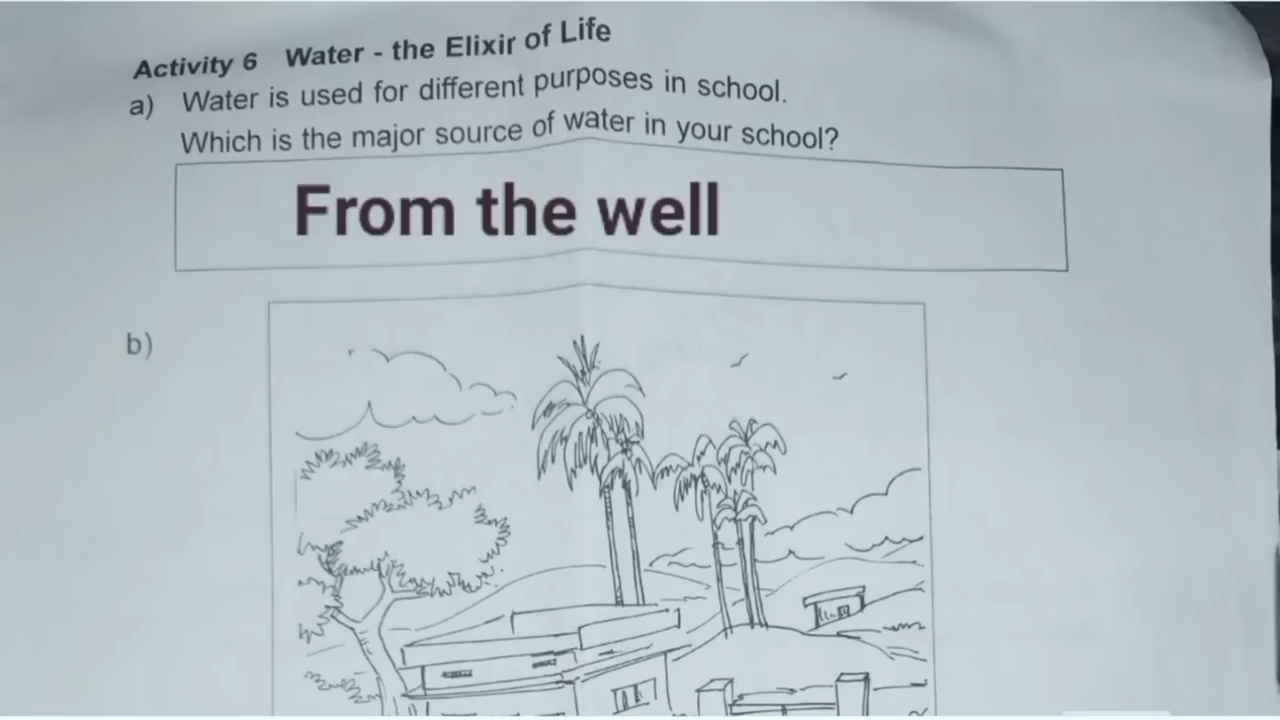 Activity 6 Water - the Elixir of Life
a) Water is used for different purposes in school.
Which is the major source of water in your school?
From the well
b)